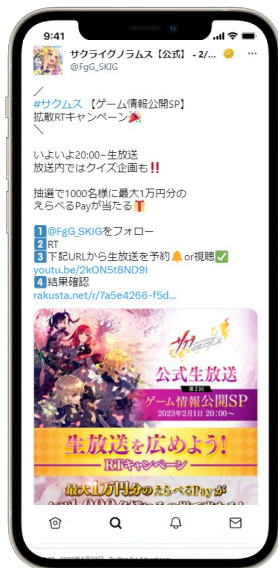 9:41
サクライグノラムス【公式】 - 2/...
@FgG_SKIG
／
#サクムス 【ゲーム情報公開SP】
拡散RTキャンペーン🎉
＼
いよいよ20:00~生放送
放送内ではクイズ企画も‼️
抽選で1000名様に最大1万円分の
えらべるPayが当たる🎁
1️⃣@FgG_SKIGをフォロー
2️⃣RT
3️⃣下記URLから生放送を予約🔔or視聴✅
youtu.be/2kON5t8ND9I
4️⃣結果確認
rakusta.net/r/7a5e4266-f5d...
公式生放送
第2回
ゲーム情報公開SP
2023年2月1日 20:00～
生放送を広めよう!
RTキャンペーン
最大1万円分のえらべるPayが